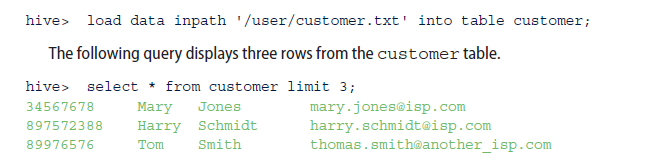 hive> load data inpath '/user/customer.txt' into table customer;
The following query displays three rows from the customer table.
hive> select * from customer limit 3;
34567678 Mary Jones mary.jones@isp.com
897572388 Harry Schmidt harry.schmidt@isp.com
89976576 Tom Smith thomas.smith@another_isp.com